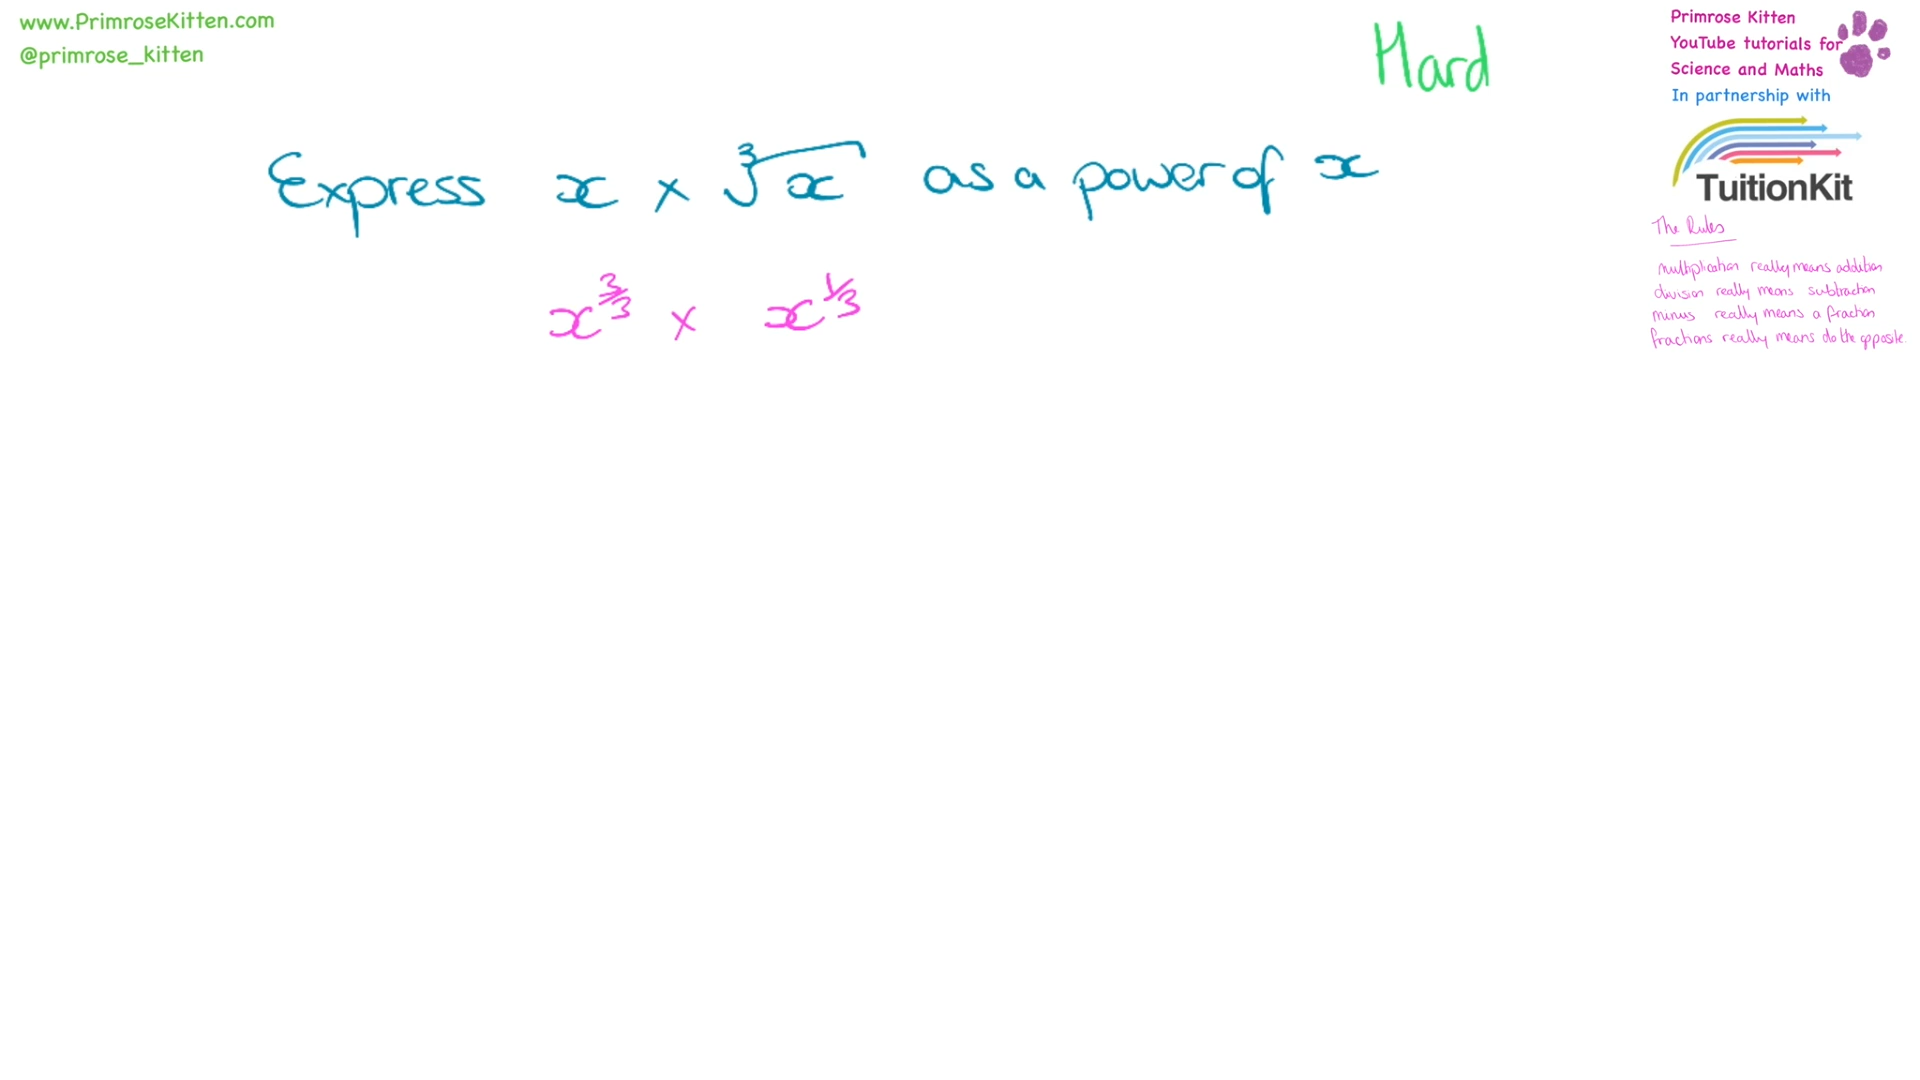 www.PrimroseKitten.com
@primrose_kitten
Hard
Primrose Kitten
YouTube tutorials for
Science and Maths
In partnership with
TuitionKit
Express x × ∛x as a power of x
x^{3/3} × x^{1/3}
The Rules
multiplication really means addition
division really means subtraction
minus really means a fraction
fractions really means do the opposite.